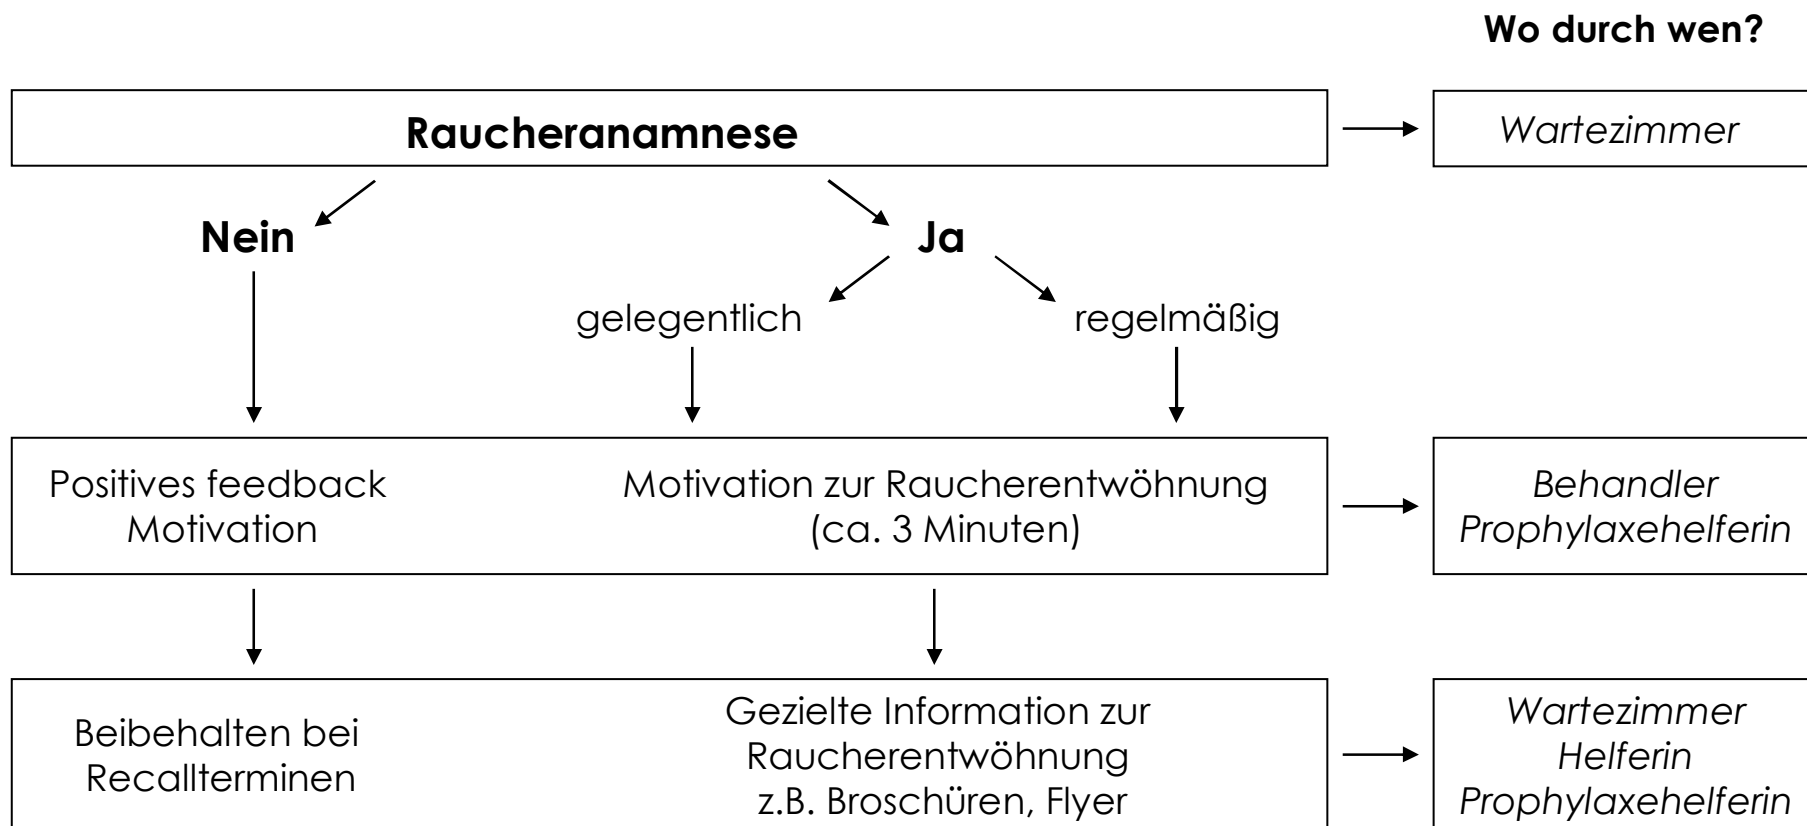 Wo durch wen?
Raucheranamnese
Wartezimmer
Nein
Ja
gelegentlich
regelmäßig
Positives feedback
Motivation
Motivation zur Raucherentwöhnung
(ca. 3 Minuten)
Behandler
Prophylaxehelferin
Beibehalten bei
Recallterminen
Gezielte Information zur
Raucherentwöhnung
z.B. Broschüren, Flyer
Wartezimmer
Helferin
Prophylaxehelferin